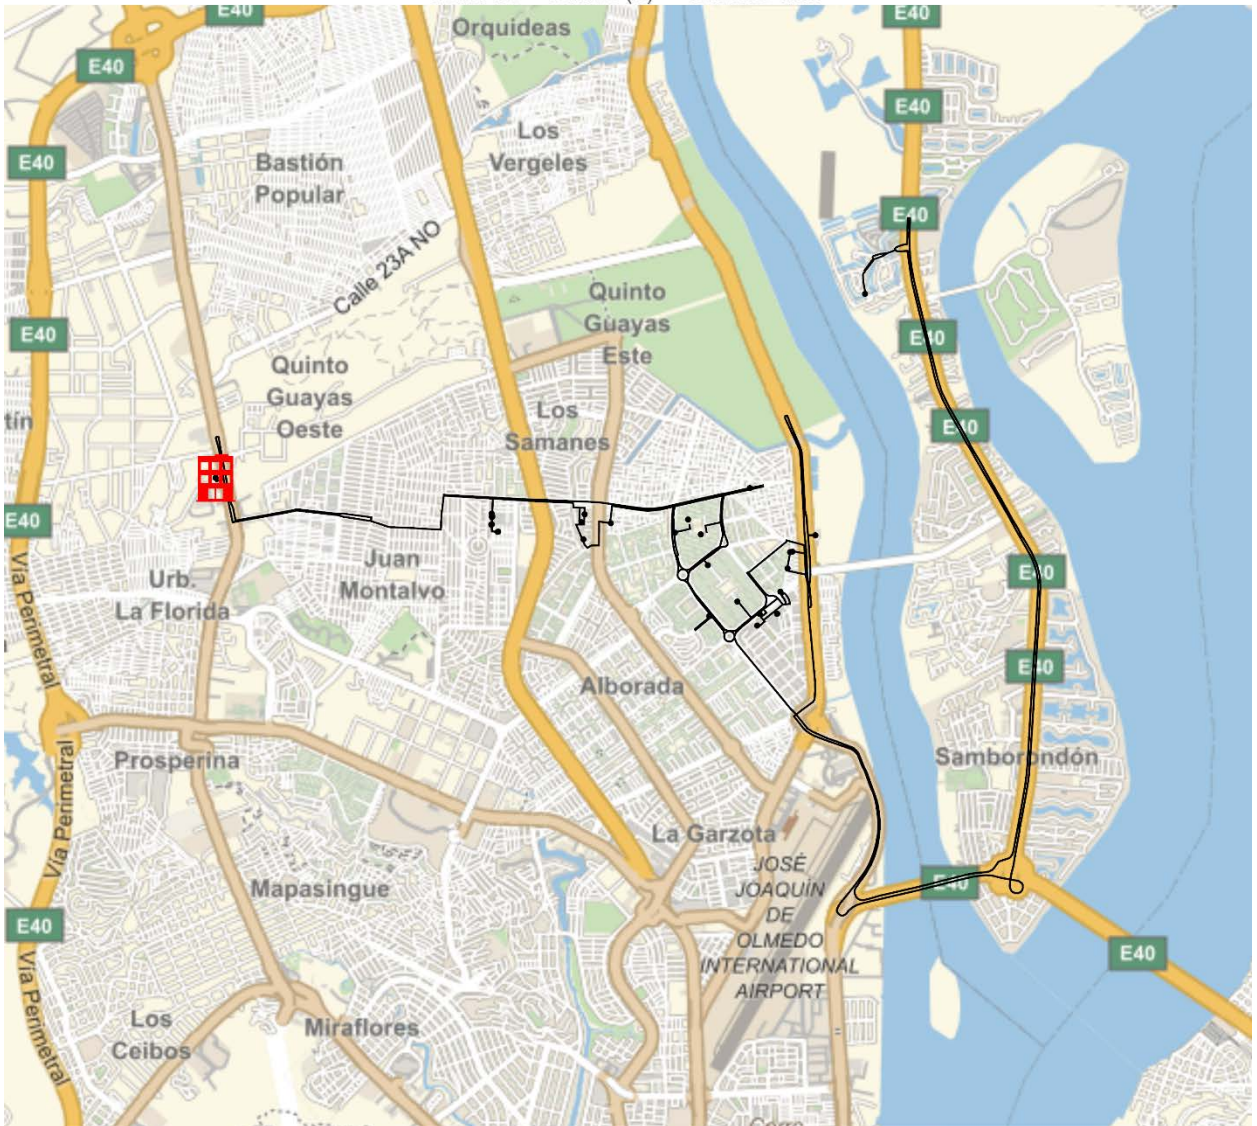 E40
E40
Orquideas
E40
E40
Los
Vergeles
E40
Bastión
Popular
E40
Calle 23A NO
Quinto
Guayas
Este
E40
E40
Quinto
Guayas
Oeste
Los
Samanes
tín
E40
E40
Juan
Montalvo
Urb.
La Florida
E40
Vía Perimetral
E40
Alborada
Prosperina
Samborondón
Vía Perimetral
La Garzota
Mapasingue
JOSÉ
JOAQUÍN
DE
OLMEDO
INTERNATIONAL
AIRPORT
E40
E40
E40
Vía Perimetral
Los
Ceibos
Miraflores